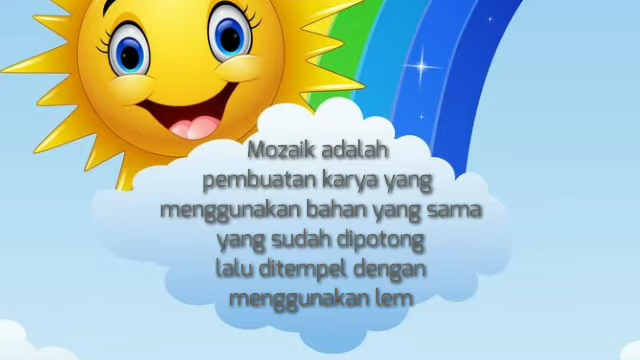 Mozaik adalah
pembuatan karya yang
menggunakan bahan yang sama
yang sudah dipotong
lalu ditempel dengan
menggunakan lem